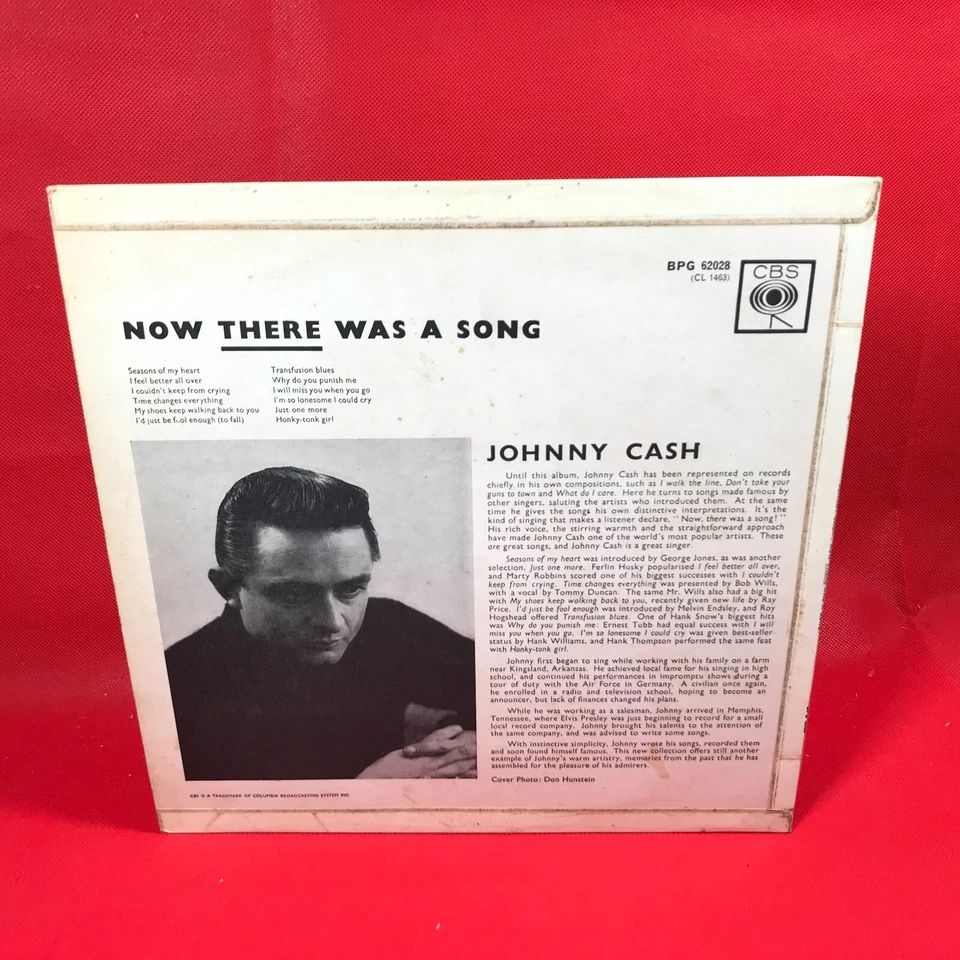 BPG 62028
(CL 1463)
CBS
NOW THERE WAS A SONG
Seasons of my heart
I feel better all over
I couldn't keep from crying
Time changes everything
My shoes keep walking back to you
I'd just be fool enough (to fall)
Transfusion blues
Why do you punish me
I will miss you when you go
I'm so lonesome I could cry
Just one more
Honky-tonk girl
JOHNNY CASH
Until this album, Johnny Cash has been represented on records
chiefly in his own compositions, such as I walk the line, Don't take your
guns to town and What do I care. Here he turns to songs made famous by
other singers, saluting the artists who introduced them. At the same
time he gives the songs his own distinctive interpretations. It's the
kind of singing that makes a listener declare, "Now, there was a song!"
His rich voice, the stirring warmth and the straightforward approach
have made Johnny Cash one of the world's most popular artists. These
are great songs, and Johnny Cash is a great singer.
Seasons of my heart was introduced by George Jones, as was another
selection, Just one more. Ferlin Husky popularised I feel better all over,
and Marty Robbins scored one of his biggest successes with I couldn't
keep from crying. Time changes everything was presented by Bob Wills,
with a vocal by Tommy Duncan. The same Mr. Wills also had a big hit
with My shoes keep walking back to you, recently given new life by Ray
Price. I'd just be fool enough was introduced by Melvin Endsley, and Roy
Hogshead offered Transfusion blues. One of Hank Snow's biggest hits
was Why do you punish me: Ernest Tubb had equal success with I will
miss you when you go. I'm so lonesome I could cry was given best-seller
status by Hank Williams, and Hank Thompson performed the same feat
with Honky-tonk girl.
Johnny first began to sing while working with his family on a farm
near Kingsland, Arkansas. He achieved local fame for his singing in high
school, and continued his performances in impromptu shows during a
tour of duty with the Air Force in Germany. A civilian once again,
he enrolled in a radio and television school, hoping to become an
announcer, but lack of finances changed his plans.
While he was working as a salesman, Johnny arrived in Memphis,
Tennessee, where Elvis Presley was just beginning to record for a small
local record company. Johnny brought his talents to the attention of
the same company, and was advised to write some songs.
With instinctive simplicity, Johnny wrote his songs, recorded them
and soon found himself famous. This new collection offers still another
example of Johnny's warm artistry, memories from the past that he has
assembled for the pleasure of his admirers.
Cover Photo: Don Hunstein
CBS IS A TRADEMARK OF COLUMBIA BROADCASTING SYSTEM INC